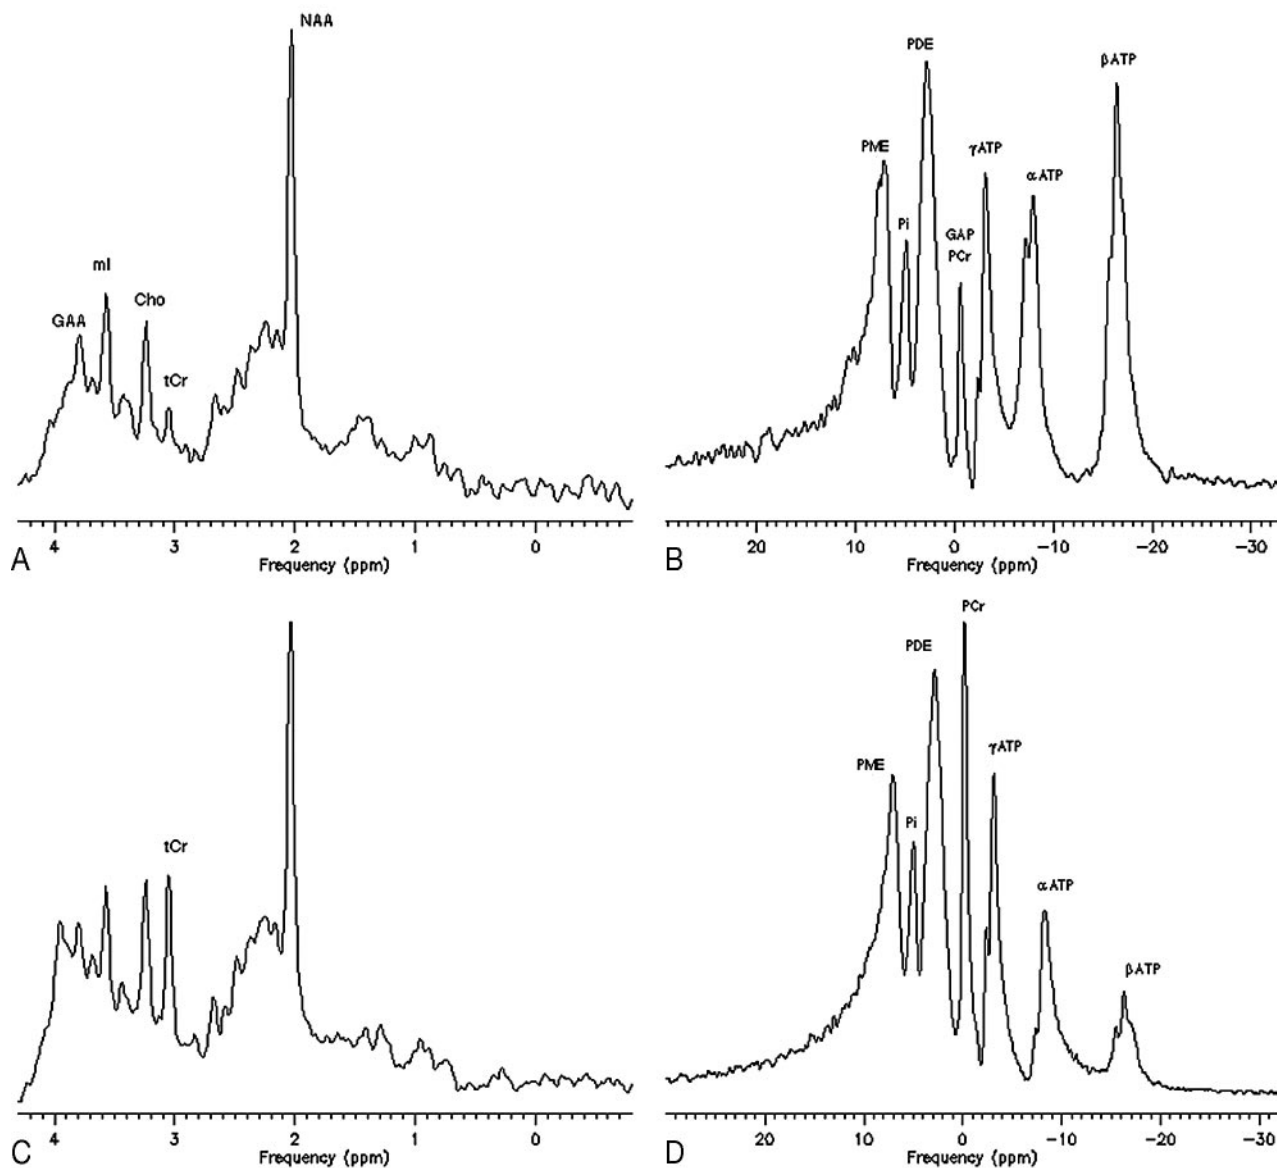 NAA
mI
Cho
GAA
tCr
4 3 2 1 0
Frequency (ppm)
A
PDE
βATP
PME
γATP
αATP
Pi
GAP
PCr
20 10 0 -10 -20 -30
Frequency (ppm)
B
tCr
4 3 2 1 0
Frequency (ppm)
C
PCr
PDE
γATP
PME
Pi
αATP
βATP
20 10 0 -10 -20 -30
Frequency (ppm)
D